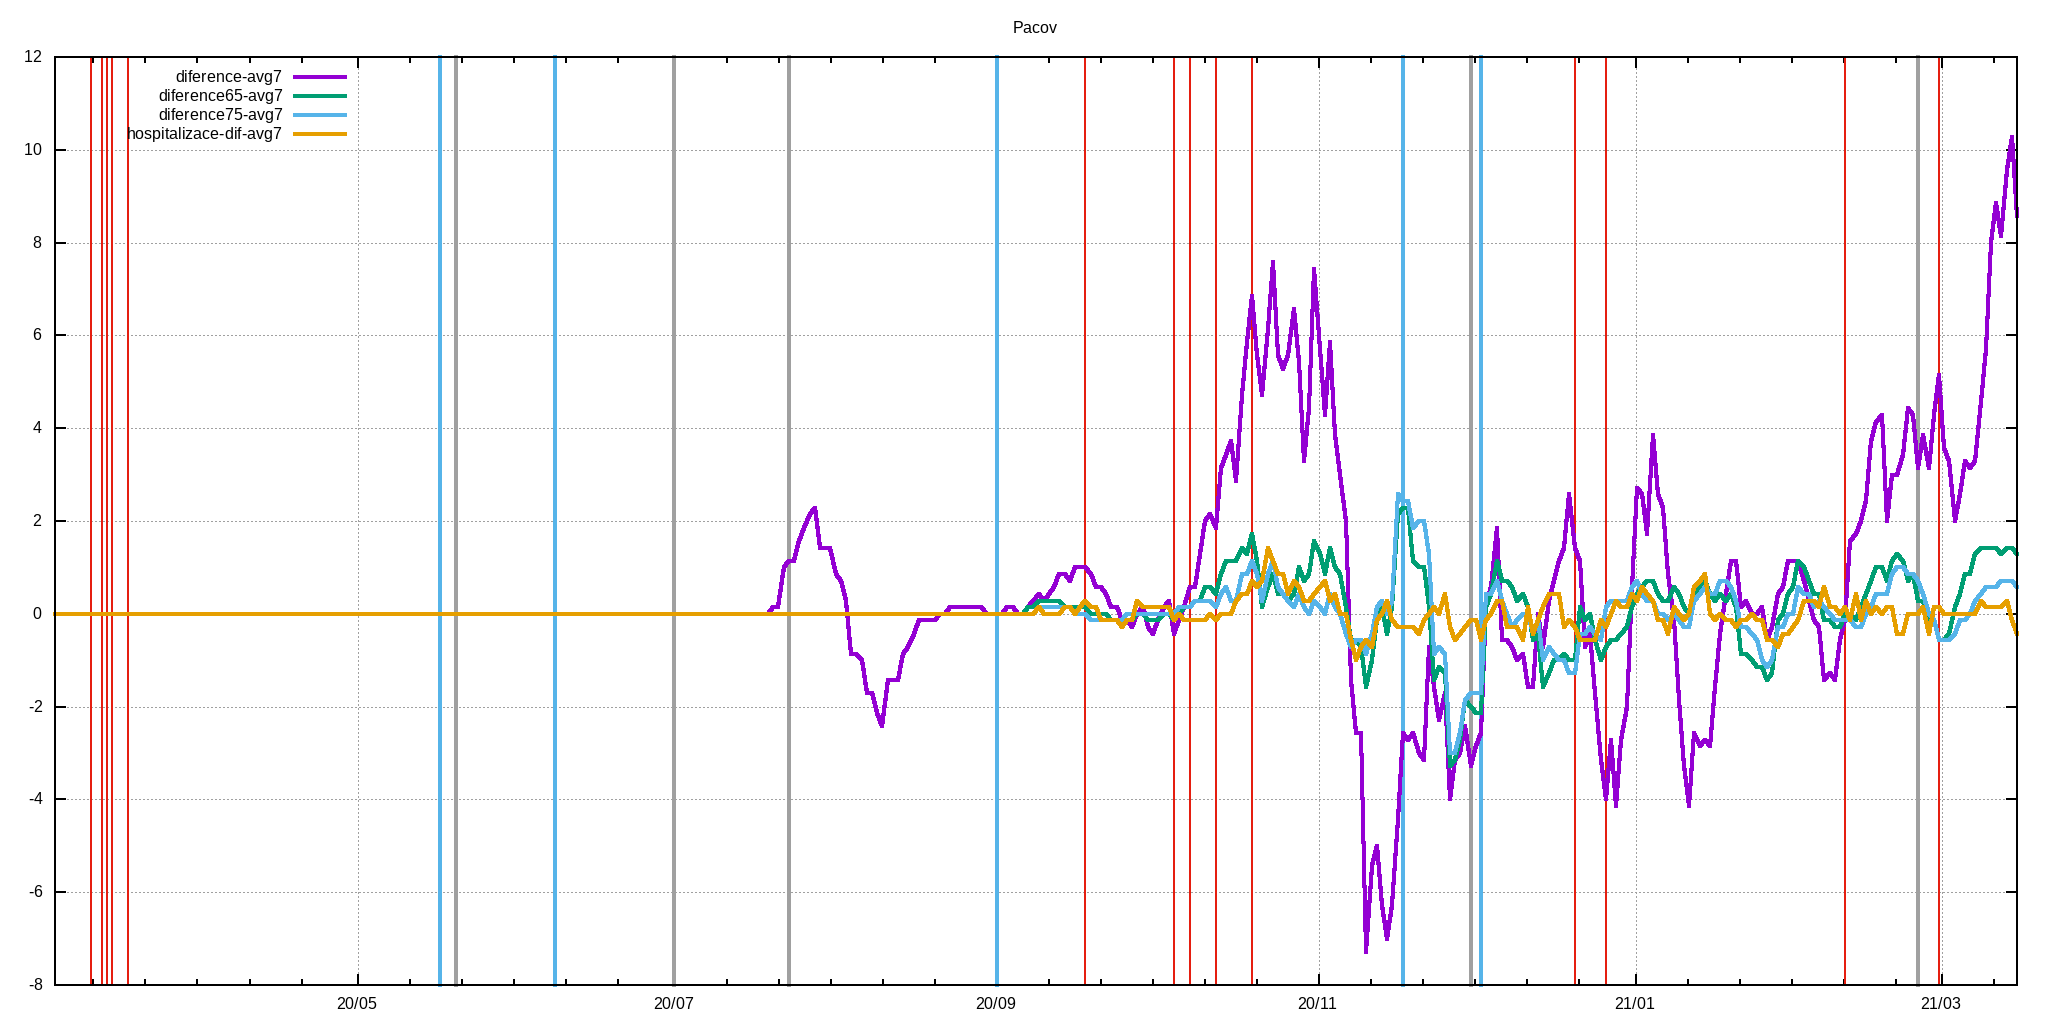 Pacov
12
10
8
6
4
2
0
-2
-4
-6
-8
diference-avg7
diference65-avg7
diference75-avg7
hospitalizace-dif-avg7
20/05 20/07 20/09 20/11 21/01 21/03